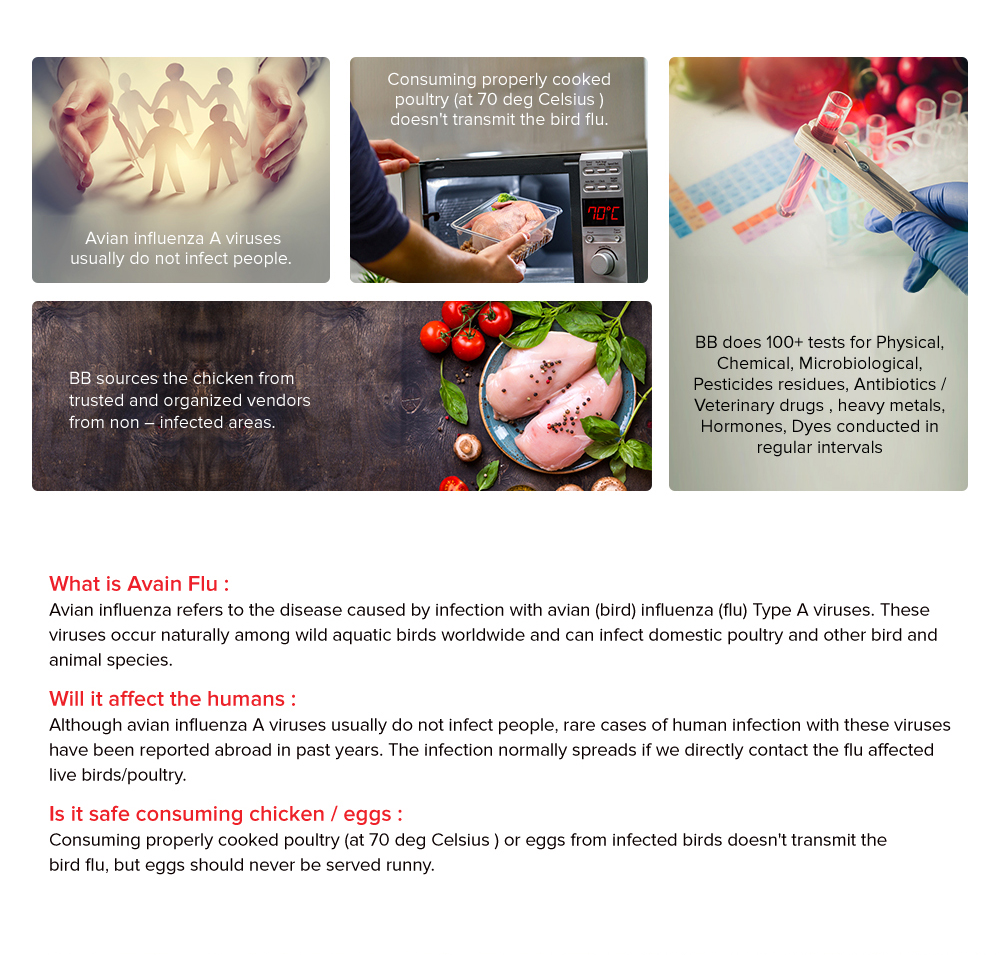 Avian influenza A viruses
usually do not infect people.
Consuming properly cooked
poultry (at 70 deg Celsius )
doesn't transmit the bird flu.
70°C
BB sources the chicken from
trusted and organized vendors
from non – infected areas.
BB does 100+ tests for Physical,
Chemical, Microbiological,
Pesticides residues, Antibiotics /
Veterinary drugs , heavy metals,
Hormones, Dyes conducted in
regular intervals
What is Avain Flu :
Avian influenza refers to the disease caused by infection with avian (bird) influenza (flu) Type A viruses. These
viruses occur naturally among wild aquatic birds worldwide and can infect domestic poultry and other bird and
animal species.
Will it affect the humans :
Although avian influenza A viruses usually do not infect people, rare cases of human infection with these viruses
have been reported abroad in past years. The infection normally spreads if we directly contact the flu affected
live birds/poultry.
Is it safe consuming chicken / eggs :
Consuming properly cooked poultry (at 70 deg Celsius ) or eggs from infected birds doesn't transmit the
bird flu, but eggs should never be served runny.